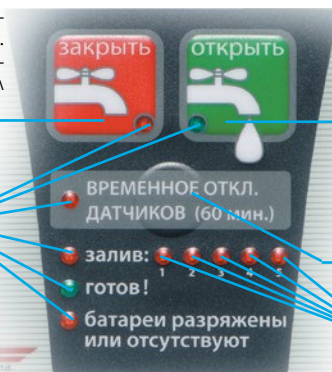 закрыть открыть
ВРЕМЕННОЕ ОТКЛ.
ДАТЧИКОВ (60 мин.)
залив:
1 2 3 4 5
готов!
батареи разряжены
или отсутствуют